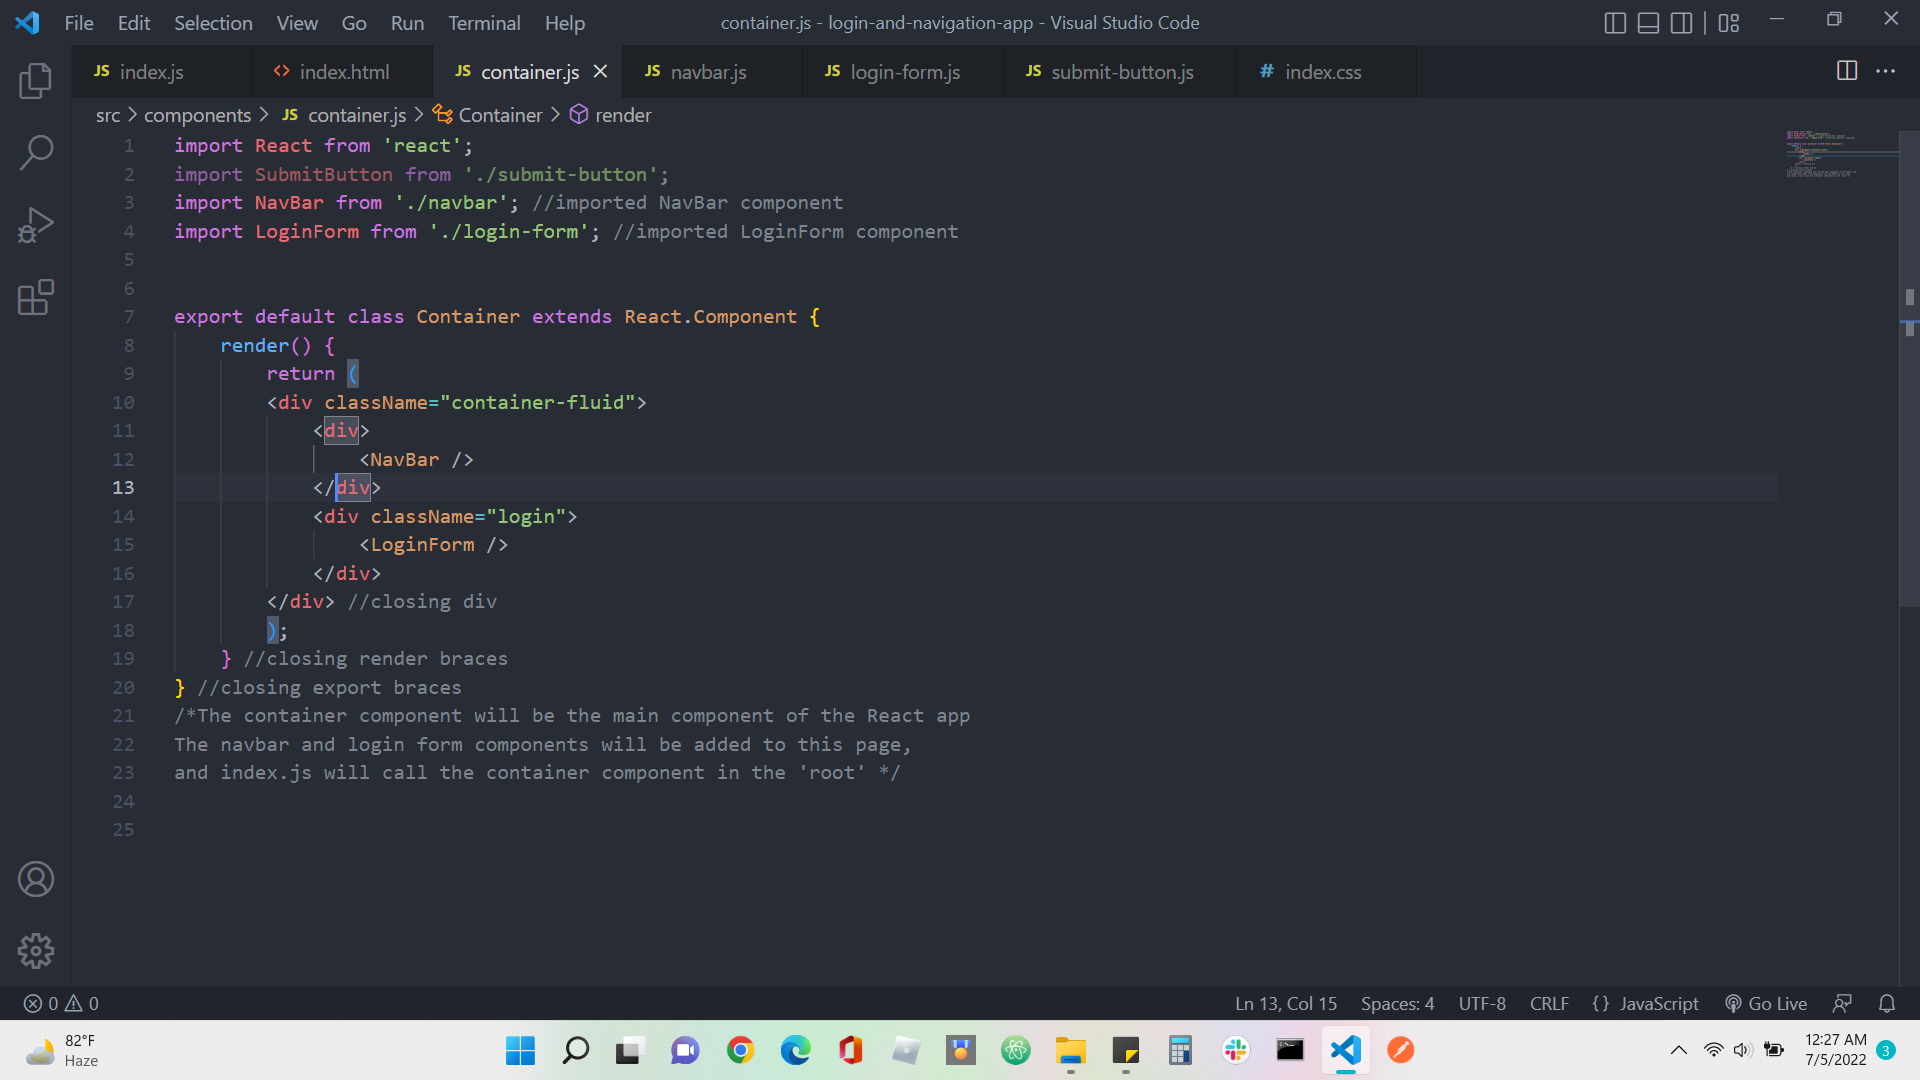 File Edit Selection View Go Run Terminal Help container.js - login-and-navigation-app - Visual Studio Code
JS index.js <> index.html JS container.js JS navbar.js JS login-form.js JS submit-button.js # index.css
src > components > JS container.js > Container > render
1 import React from 'react';
2 import SubmitButton from './submit-button';
3 import NavBar from './navbar'; //imported NavBar component
4 import LoginForm from './login-form'; //imported LoginForm component
5
6
7 export default class Container extends React.Component {
8 render() {
9 return (
10 <div className="container-fluid">
11 <div>
12 <NavBar />
13 </div>
14 <div className="login">
15 <LoginForm />
16 </div>
17 </div> //closing div
18 );
19 } //closing render braces
20 } //closing export braces
21 /*The container component will be the main component of the React app
22 The navbar and login form components will be added to this page,
23 and index.js will call the container component in the 'root' */
24
25
0 0 Ln 13, Col 15 Spaces: 4 UTF-8 CRLF {} JavaScript Go Live
82°F
Haze
12:27 AM
7/5/2022
3